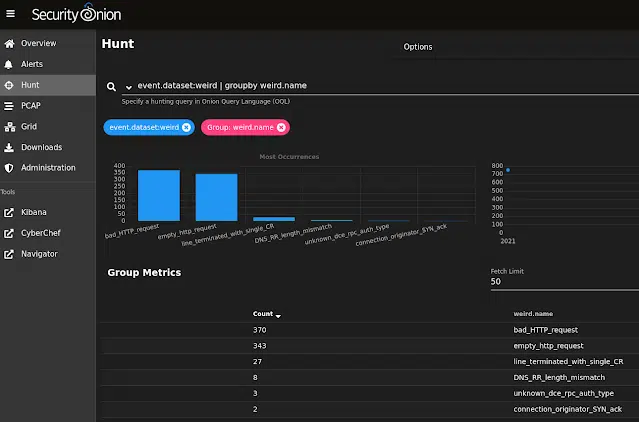 Security Onion
Overview
Alerts
Hunt
PCAP
Grid
Downloads
Administration
Tools
Kibana
CyberChef
Navigator
Hunt
Options
event.dataset:weird | groupby weird.name
Specify a hunting query in Onion Query Language (OQL)
event.dataset:weird
Group: weird.name
Most Occurrences
400
350
300
250
200
150
100
50
0
bad_HTTP_request
empty_http_request
line_terminated_with_single_CR
DNS_RR_length_mismatch
unknown_dce_rpc_auth_type
connection_originator_SYN_ack
800
700
600
500
400
300
200
100
0
2021
Group Metrics
Fetch Limit
50
Count weird.name
370 bad_HTTP_request
343 empty_http_request
27 line_terminated_with_single_CR
8 DNS_RR_length_mismatch
3 unknown_dce_rpc_auth_type
2 connection_originator_SYN_ack